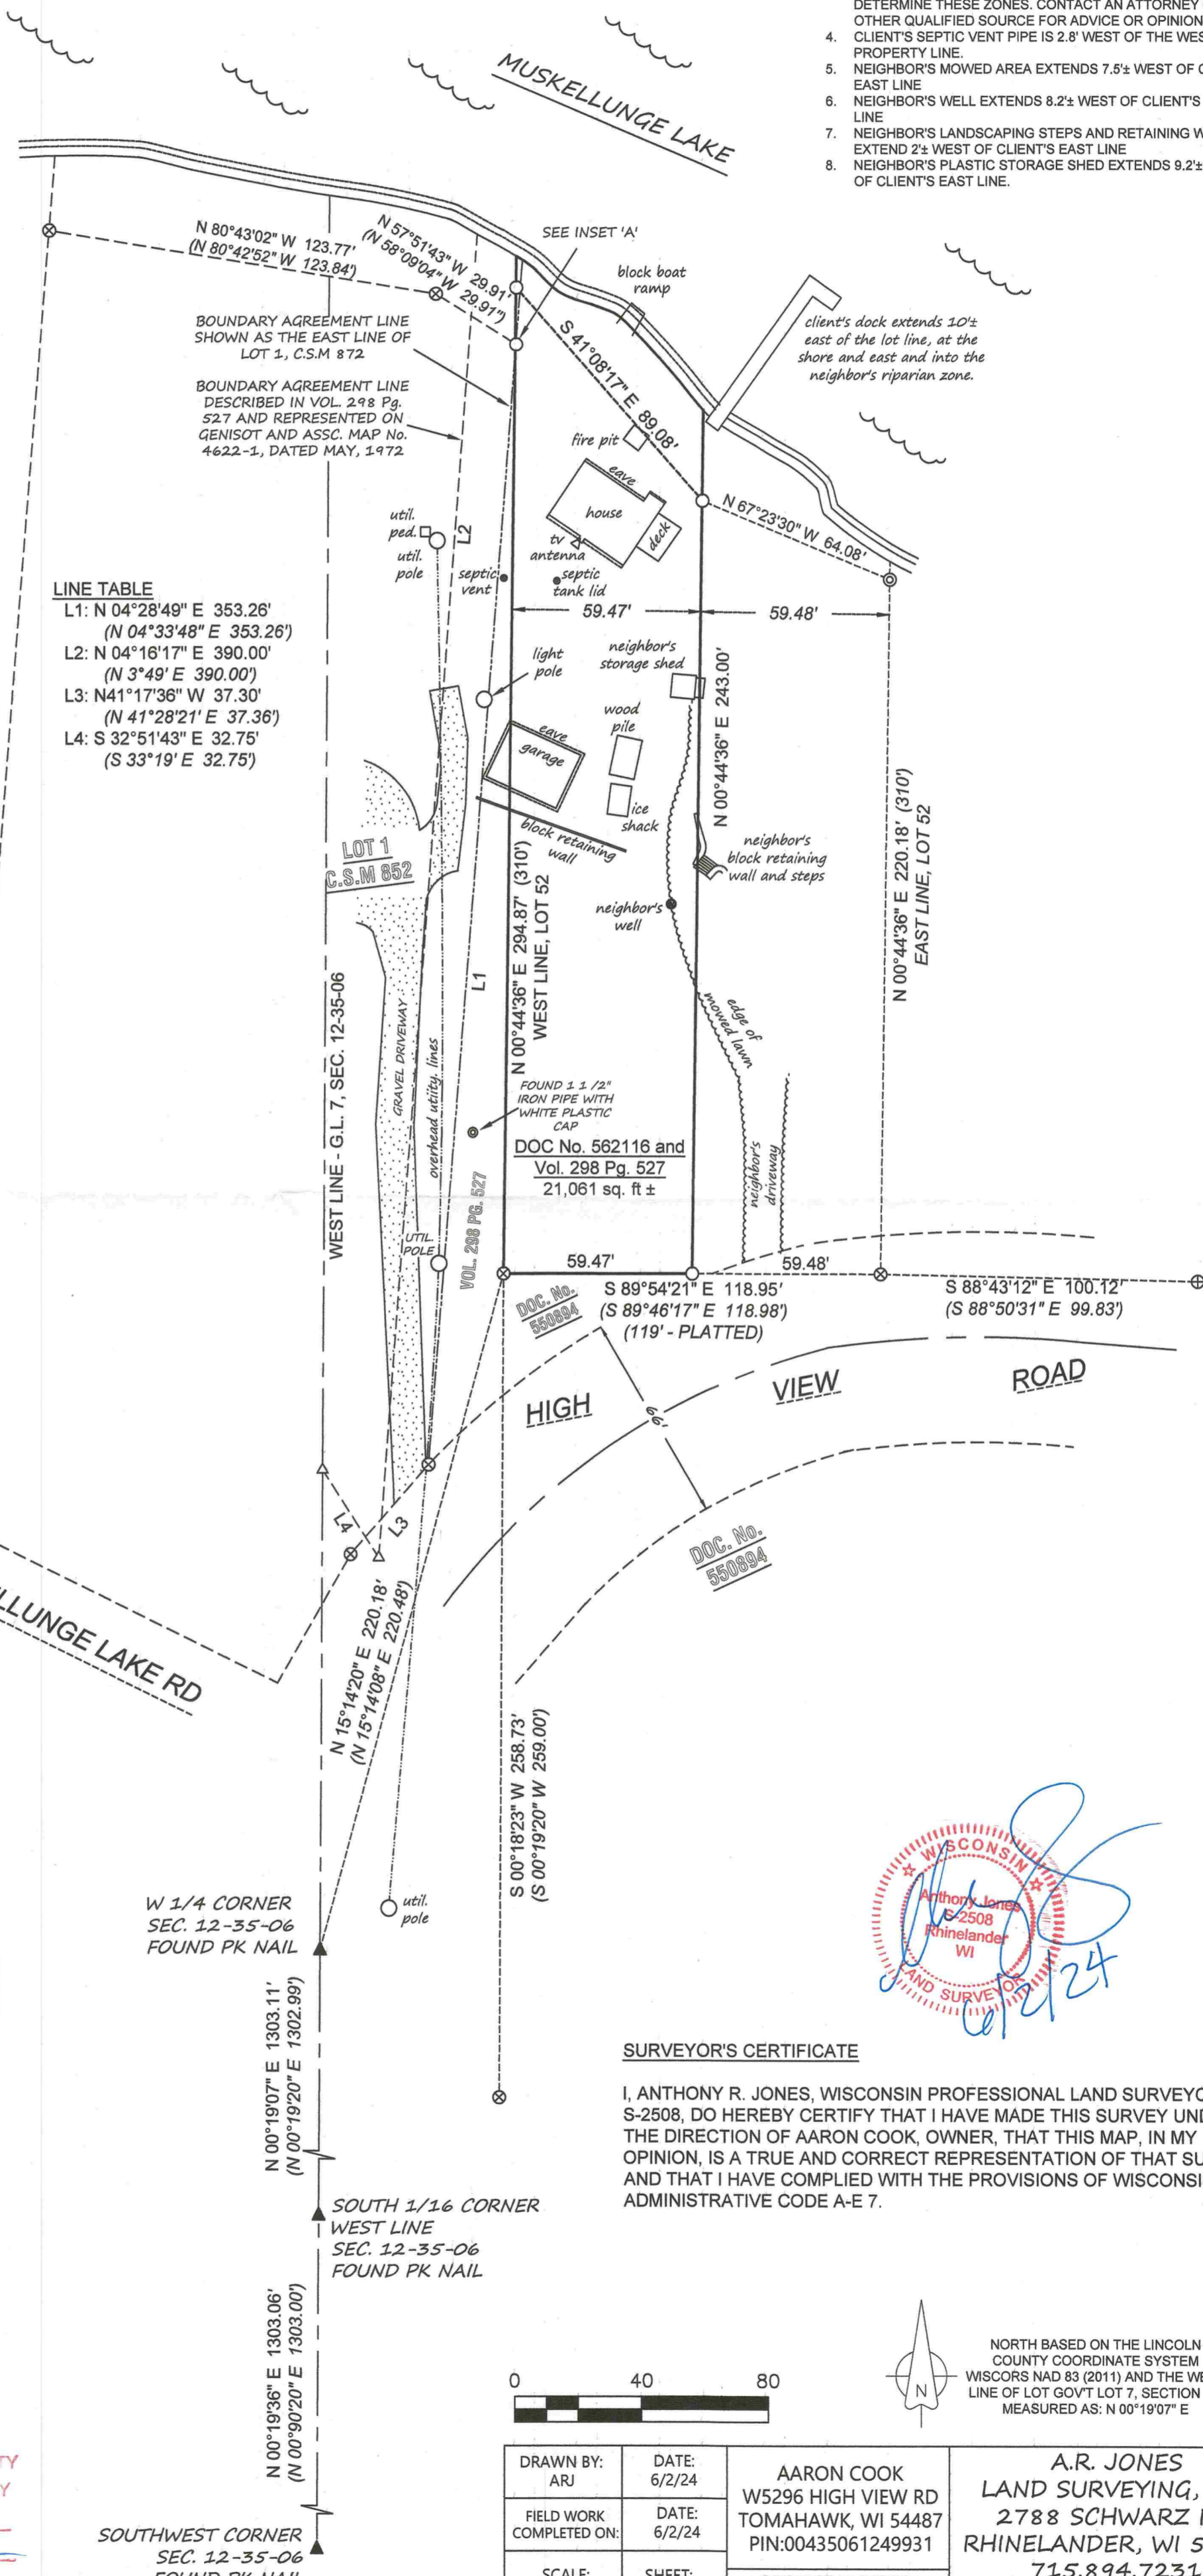 DETERMINE THESE ZONES. CONTACT AN ATTORNEY
OTHER QUALIFIED SOURCE FOR ADVICE OR OPINION
4. CLIENT'S SEPTIC VENT PIPE IS 2.8' WEST OF THE WES
PROPERTY LINE.
5. NEIGHBOR'S MOWED AREA EXTENDS 7.5'± WEST OF C
EAST LINE
6. NEIGHBOR'S WELL EXTENDS 8.2'± WEST OF CLIENT'S
LINE
7. NEIGHBOR'S LANDSCAPING STEPS AND RETAINING W
EXTEND 2'± WEST OF CLIENT'S EAST LINE
8. NEIGHBOR'S PLASTIC STORAGE SHED EXTENDS 9.2'±
OF CLIENT'S EAST LINE.
MUSKELLUNGE LAKE
N 80°43'02" W 123.77'
(N 80°42'52" W 123.84')
N 57°51'43" W 29.91'
(N 58°09'04" W 29.91")
SEE INSET 'A'
block boat
ramp
client's dock extends 10'±
east of the lot line, at the
shore and east and into the
neighbor's riparian zone.
BOUNDARY AGREEMENT LINE
SHOWN AS THE EAST LINE OF
LOT 1, C.S.M 872
BOUNDARY AGREEMENT LINE
DESCRIBED IN VOL. 298 Pg.
527 AND REPRESENTED ON
GENISOT AND ASSC. MAP No.
4622-1, DATED MAY, 1972
S 41°08'17" E 89.08'
fire pit
eave
house
deck
tv
antenna
N 67°23'30" W 64.08'
util.
ped.
util.
pole
L2
septic
vent
septic
tank lid
59.47'
59.48'
LINE TABLE
L1: N 04°28'49" E 353.26'
(N 04°33'48" E 353.26')
L2: N 04°16'17" E 390.00'
(N 3°49' E 390.00')
L3: N41°17'36" W 37.30'
(N 41°28'21' E 37.36')
L4: S 32°51'43" E 32.75'
(S 33°19' E 32.75')
light
pole
neighbor's
storage shed
wood
pile
eave
garage
ice
shack
block retaining
wall
N 00°44'36" E 243.00'
neighbor's
block retaining
wall and steps
neighbor's
well
LOT 1
C.S.M 852
N 00°44'36" E 294.87' (310')
WEST LINE, LOT 52
N 00°44'36" E 220.18' (310')
EAST LINE, LOT 52
L1
WEST LINE - G.L. 7, SEC. 12-35-06
GRAVEL DRIVEWAY
overhead utiity. lines
edge of
mowed lawn
FOUND 1 1/2"
IRON PIPE WITH
WHITE PLASTIC
CAP
DOC No. 562116 and
Vol. 298 Pg. 527
21,061 sq. ft ±
neighbor's
driveway
VOL. 298 PG. 527
UTIL.
POLE
59.47'
59.48'
DOC. No.
550894
S 89°54'21" E 118.95'
(S 89°46'17" E 118.98')
(119' - PLATTED)
S 88°43'12" E 100.12'
(S 88°50'31" E 99.83')
HIGH
VIEW
ROAD
66'
L4
L3
DOC. No.
550894
LLUNGE LAKE RD
N 15°14'20" E 220.18'
(N 15°14'08" E 220.48')
S 00°18'23" W 258.73'
(S 00°19'20" W 259.00')
W 1/4 CORNER
SEC. 12-35-06
FOUND PK NAIL
util.
pole
WISCONSIN
Anthony Jones
S-2508
Rhinelander
WI
LAND SURVEYOR
6/2/24
N 00°19'07" E 1303.11'
(N 00°19'20" E 1302.99')
SURVEYOR'S CERTIFICATE
I, ANTHONY R. JONES, WISCONSIN PROFESSIONAL LAND SURVEYO
S-2508, DO HEREBY CERTIFY THAT I HAVE MADE THIS SURVEY UN
THE DIRECTION OF AARON COOK, OWNER, THAT THIS MAP, IN MY
OPINION, IS A TRUE AND CORRECT REPRESENTATION OF THAT SU
AND THAT I HAVE COMPLIED WITH THE PROVISIONS OF WISCONSI
ADMINISTRATIVE CODE A-E 7.
SOUTH 1/16 CORNER
WEST LINE
SEC. 12-35-06
FOUND PK NAIL
N 00°19'36" E 1303.06'
(N 00°90'20" E 1303.00')
0 40 80
N
NORTH BASED ON THE LINCOLN
COUNTY COORDINATE SYSTEM
WISCORS NAD 83 (2011) AND THE WE
LINE OF LOT GOV'T LOT 7, SECTION
MEASURED AS: N 00°19'07" E
TY
Y
SOUTHWEST CORNER
SEC. 12-35-06
FOUND PK NAIL
DRAWN BY:
ARJ
DATE:
6/2/24
FIELD WORK
COMPLETED ON:
DATE:
6/2/24
SCALE:
SHEET:
AARON COOK
W5296 HIGH VIEW RD
TOMAHAWK, WI 54487
PIN:00435061249931
A.R. JONES
LAND SURVEYING,
2788 SCHWARZ
RHINELANDER, WI 5
715.894.7231